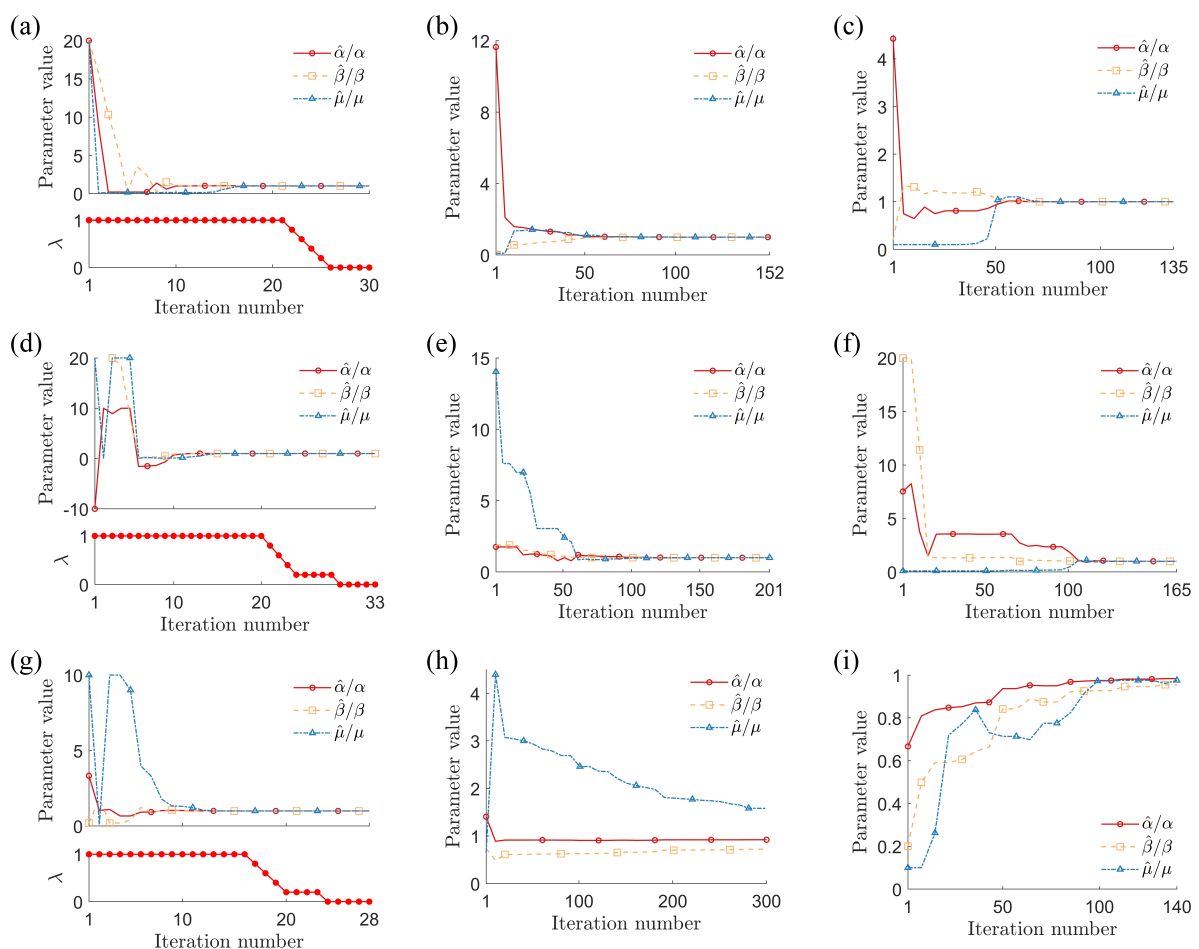 (a)
Parameter value
20
15
10
5
0
α̂/α
β̂/β
μ̂/μ
λ
1
0
1
10
20
30
Iteration number
(b)
Parameter value
12
8
4
0
α̂/α
β̂/β
μ̂/μ
1
50
100
152
Iteration number
(c)
Parameter value
4
3
2
1
0
α̂/α
β̂/β
μ̂/μ
1
50
100
135
Iteration number
(d)
Parameter value
20
10
0
-10
α̂/α
β̂/β
μ̂/μ
λ
1
0
1
10
20
33
Iteration number
(e)
Parameter value
15
10
5
0
α̂/α
β̂/β
μ̂/μ
1
50
100
150
201
Iteration number
(f)
Parameter value
20
15
10
5
0
α̂/α
β̂/β
μ̂/μ
1
50
100
165
Iteration number
(g)
Parameter value
10
5
0
α̂/α
β̂/β
μ̂/μ
λ
1
0
1
10
20
28
Iteration number
(h)
Parameter value
4
3
2
1
0
α̂/α
β̂/β
μ̂/μ
1
100
200
300
Iteration number
(i)
Parameter value
1
0.8
0.6
0.4
0.2
0
α̂/α
β̂/β
μ̂/μ
1
50
100
140
Iteration number